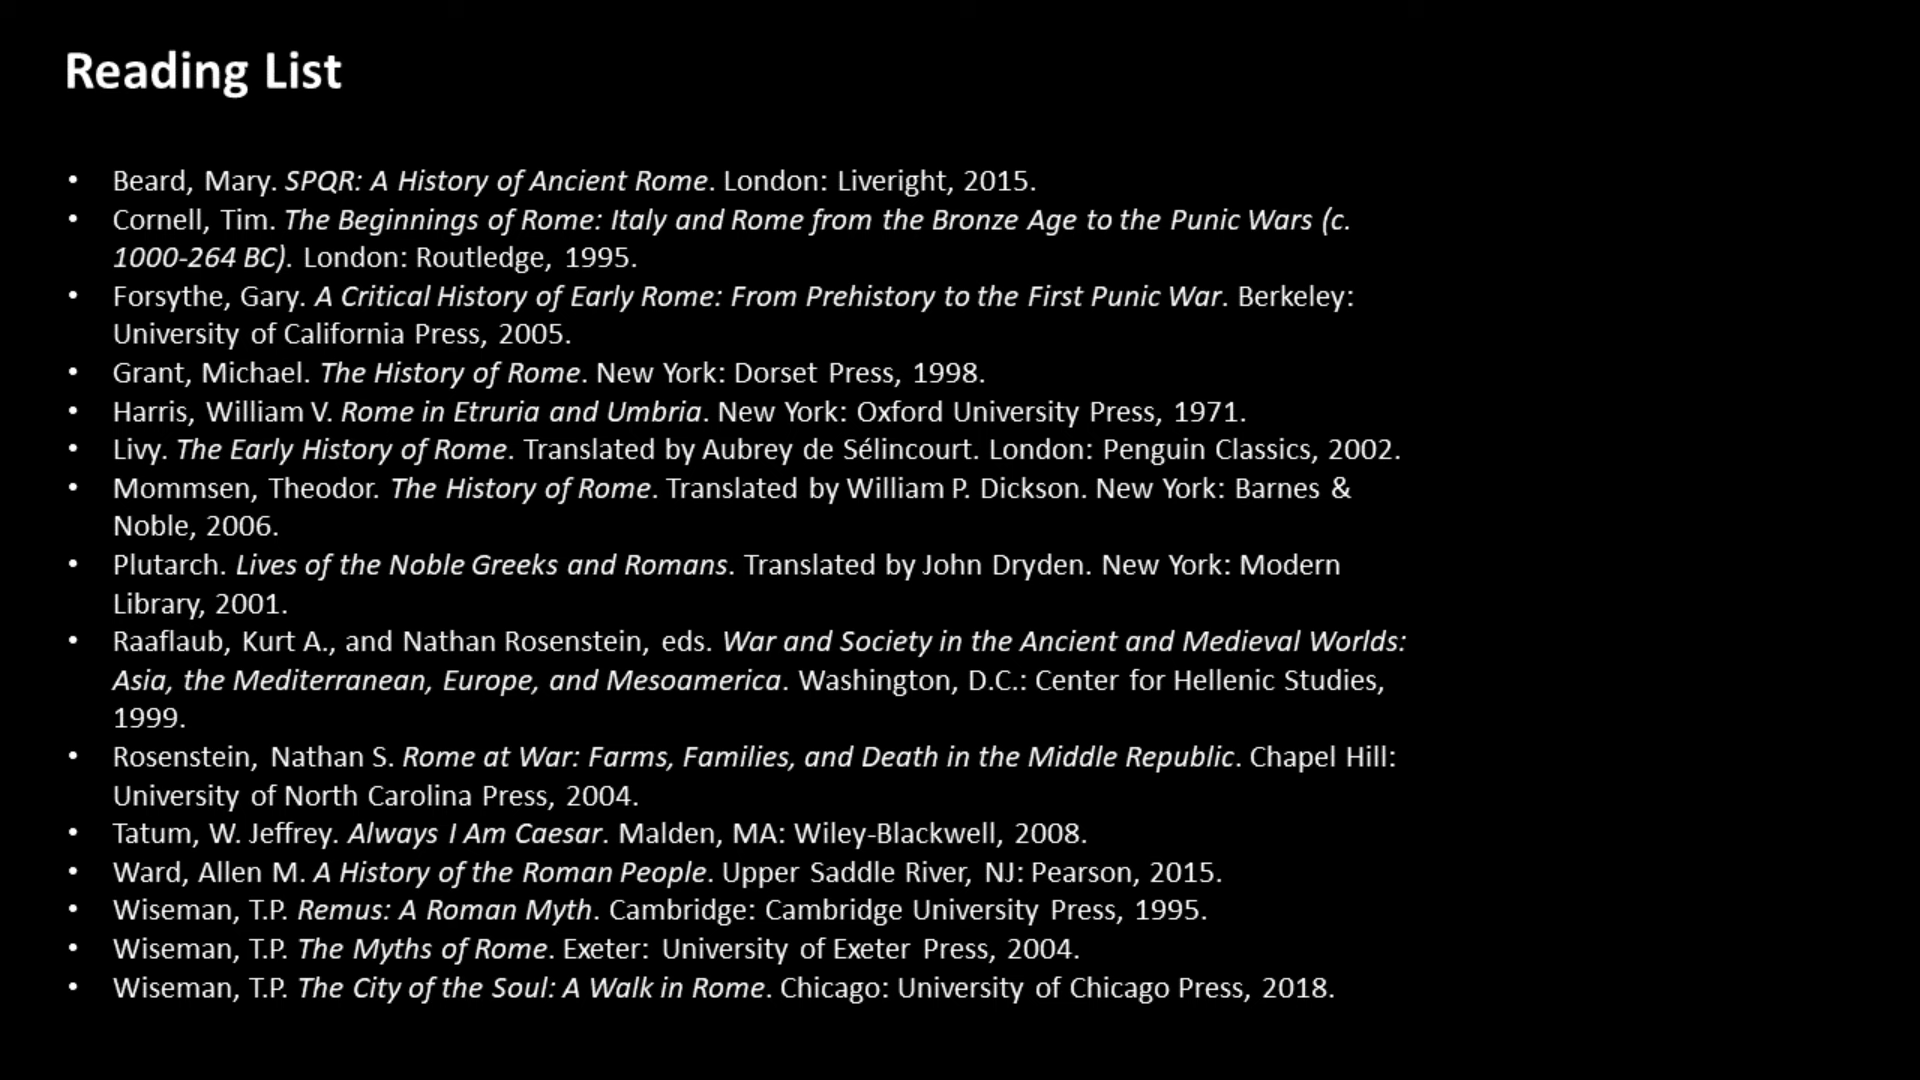 Reading List
• Beard, Mary. SPQR: A History of Ancient Rome. London: Liveright, 2015.
• Cornell, Tim. The Beginnings of Rome: Italy and Rome from the Bronze Age to the Punic Wars (c.
1000-264 BC). London: Routledge, 1995.
• Forsythe, Gary. A Critical History of Early Rome: From Prehistory to the First Punic War. Berkeley:
University of California Press, 2005.
• Grant, Michael. The History of Rome. New York: Dorset Press, 1998.
• Harris, William V. Rome in Etruria and Umbria. New York: Oxford University Press, 1971.
• Livy. The Early History of Rome. Translated by Aubrey de Sélincourt. London: Penguin Classics, 2002.
• Mommsen, Theodor. The History of Rome. Translated by William P. Dickson. New York: Barnes &
Noble, 2006.
• Plutarch. Lives of the Noble Greeks and Romans. Translated by John Dryden. New York: Modern
Library, 2001.
• Raaflaub, Kurt A., and Nathan Rosenstein, eds. War and Society in the Ancient and Medieval Worlds:
Asia, the Mediterranean, Europe, and Mesoamerica. Washington, D.C.: Center for Hellenic Studies,
1999.
• Rosenstein, Nathan S. Rome at War: Farms, Families, and Death in the Middle Republic. Chapel Hill:
University of North Carolina Press, 2004.
• Tatum, W. Jeffrey. Always I Am Caesar. Malden, MA: Wiley-Blackwell, 2008.
• Ward, Allen M. A History of the Roman People. Upper Saddle River, NJ: Pearson, 2015.
• Wiseman, T.P. Remus: A Roman Myth. Cambridge: Cambridge University Press, 1995.
• Wiseman, T.P. The Myths of Rome. Exeter: University of Exeter Press, 2004.
• Wiseman, T.P. The City of the Soul: A Walk in Rome. Chicago: University of Chicago Press, 2018.